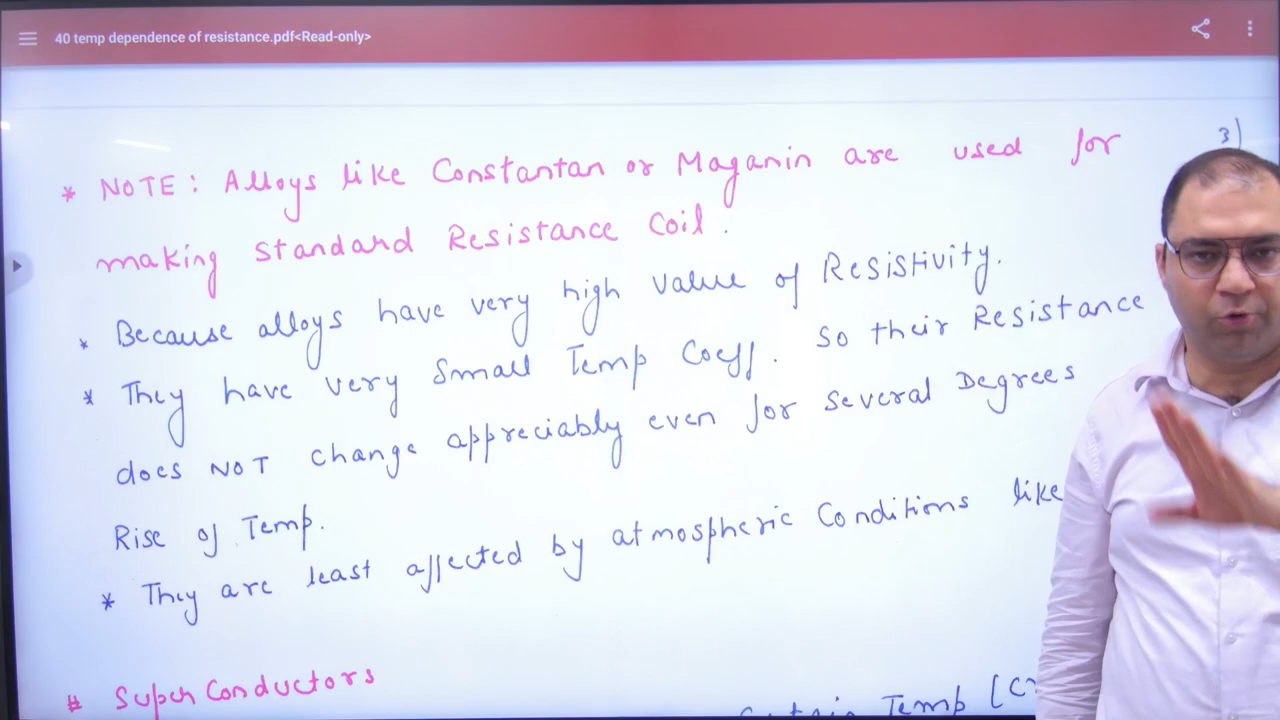 40 temp dependence of resistance.pdf<Read-only>
3)
* NOTE: Alloys like Constantan or Maganin are used for
making Standard Resistance Coil.
* Because alloys have very high value of Resistivity.
* They have very Small Temp Coeff. So their Resistance
does NOT change appreciably even for several Degrees
Rise of Temp.
* They are least affected by atmospheric Conditions like
# Super Conductors
Temp